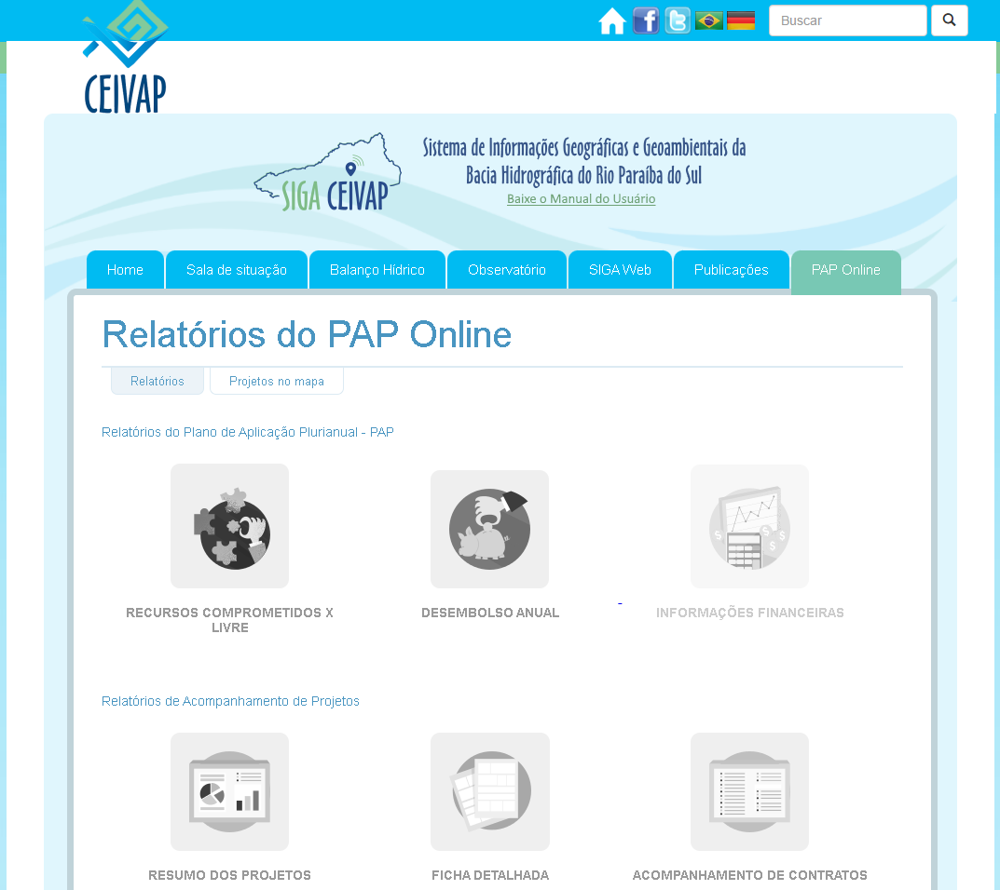 Buscar
CEIVAP
Sistema de Informações Geográficas e Geoambientais da
Bacia Hidrográfica do Rio Paraíba do Sul
SIGA CEIVAP
Baixe o Manual do Usuário
Home
Sala de situação
Balanço Hídrico
Observatório
SIGA Web
Publicações
PAP Online
Relatórios do PAP Online
Relatórios
Projetos no mapa
Relatórios do Plano de Aplicação Plurianual - PAP
RECURSOS COMPROMETIDOS X
LIVRE
DESEMBOLSO ANUAL
INFORMAÇÕES FINANCEIRAS
Relatórios de Acompanhamento de Projetos
RESUMO DOS PROJETOS
FICHA DETALHADA
ACOMPANHAMENTO DE CONTRATOS